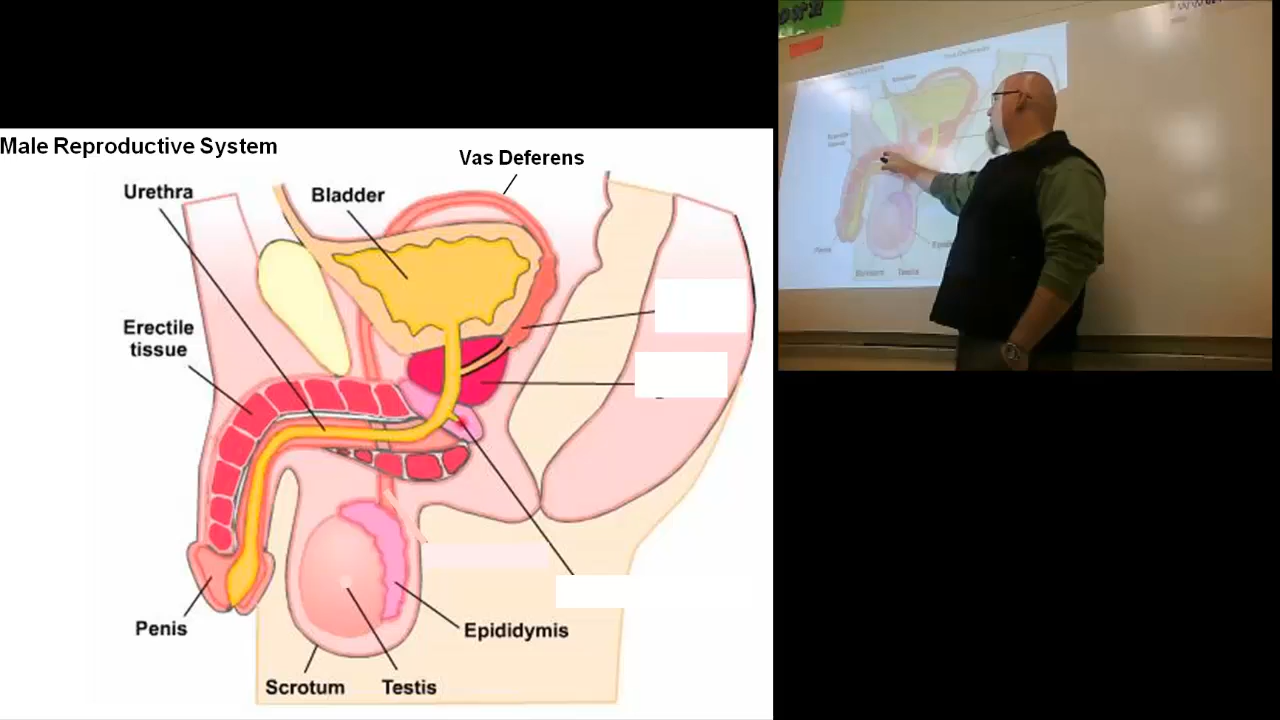 Male Reproductive System
Vas Deferens
Urethra
Bladder
Erectile
tissue
Penis
Epididymis
Scrotum
Testis